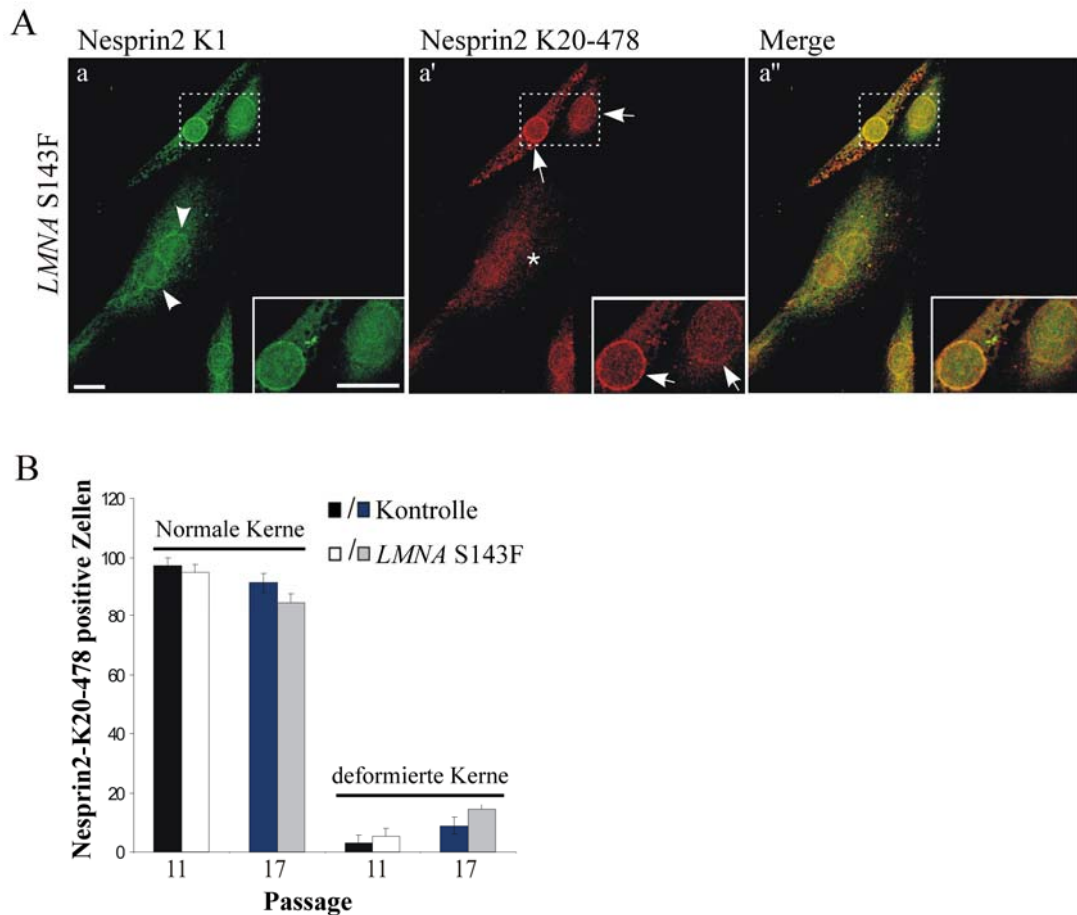 A
Nesprin2 K1
Nesprin2 K20-478
Merge
LMNA S143F
a
a'
a"
*
B
Nesprin2-K20-478 positive Zellen
120
100
80
60
40
20
0
Normale Kerne
/ Kontrolle
/ LMNA S143F
deformierte Kerne
11
17
11
17
Passage